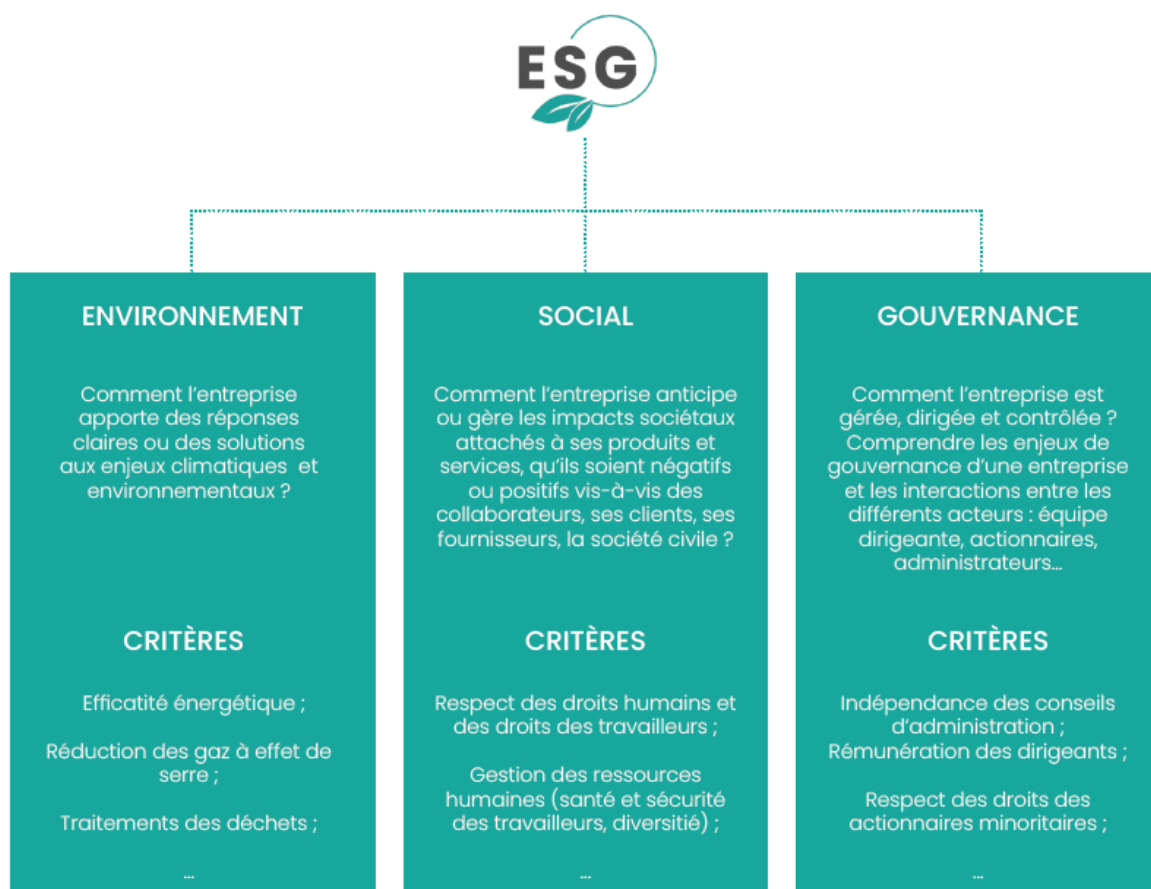 ESG
ENVIRONNEMENT
Comment l'entreprise
apporte des réponses
claires ou des solutions
aux enjeux climatiques et
environnementaux ?
CRITÈRES
Efficatité énergétique ;
Réduction des gaz à effet de
serre ;
Traitements des déchets ;
...
SOCIAL
Comment l'entreprise anticipe
ou gère les impacts sociétaux
attachés à ses produits et
services, qu'ils soient négatifs
ou positifs vis-à-vis des
collaborateurs, ses clients, ses
fournisseurs, la société civile ?
CRITÈRES
Respect des droits humains et
des droits des travailleurs ;
Gestion des ressources
humaines (santé et sécurité
des travailleurs, diversitié) ;
...
GOUVERNANCE
Comment l'entreprise est
gérée, dirigée et contrôlée ?
Comprendre les enjeux de
gouvernance d'une entreprise
et les interactions entre les
différents acteurs : équipe
dirigeante, actionnaires,
administrateurs...
CRITÈRES
Indépendance des conseils
d'administration ;
Rémunération des dirigeants ;
Respect des droits des
actionnaires minoritaires ;
...